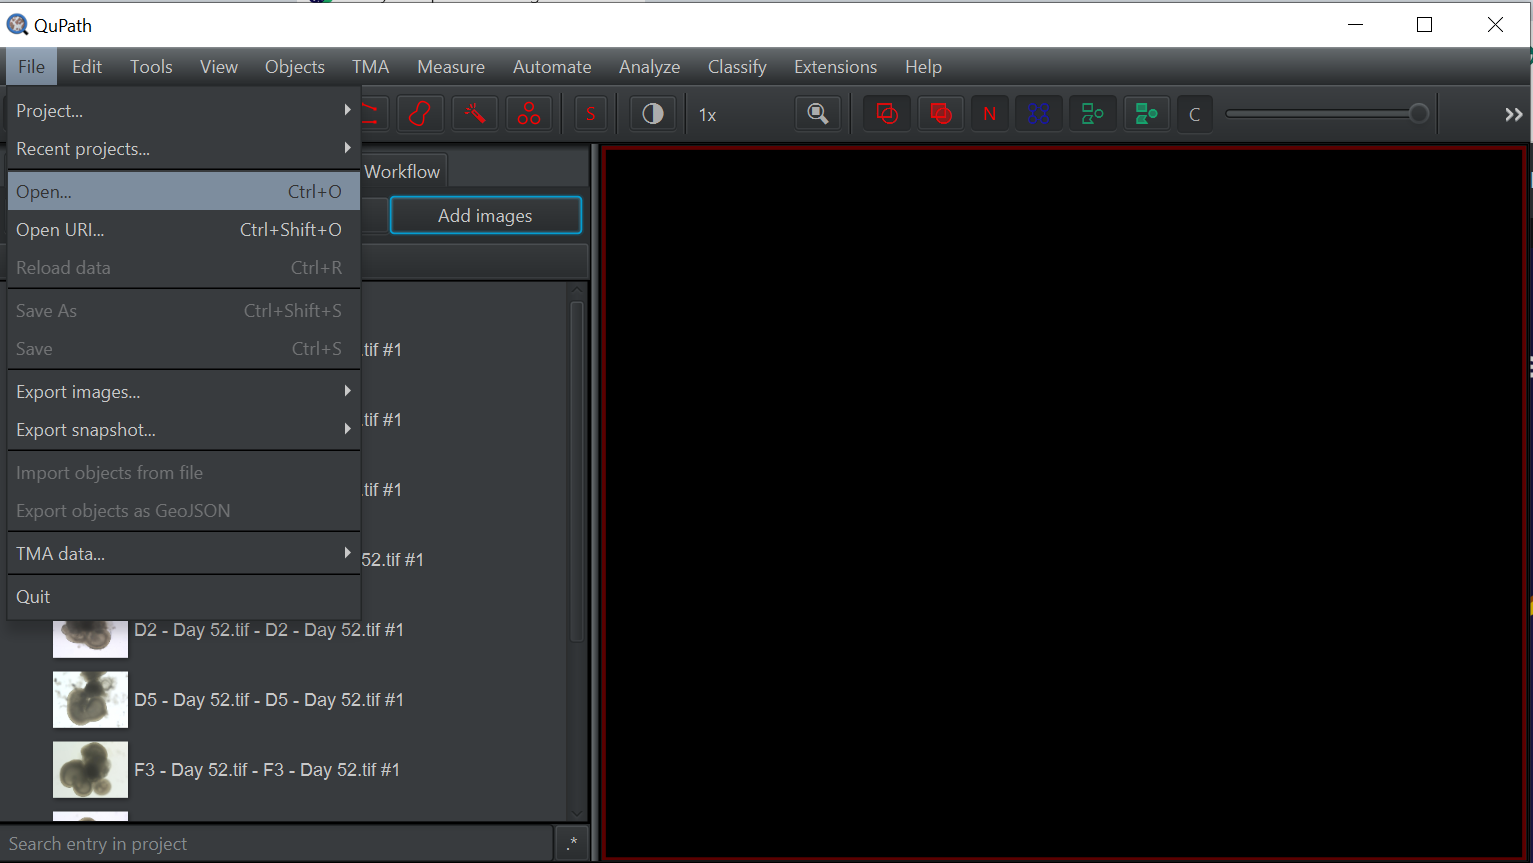 QuPath
File Edit Tools View Objects TMA Measure Automate Analyze Classify Extensions Help
S 1x N C
Project...
Recent projects...
Workflow
Open... Ctrl+O
Add images
Open URI... Ctrl+Shift+O
Reload data Ctrl+R
Save As Ctrl+Shift+S
Save Ctrl+S
.tif #1
Export images...
.tif #1
Export snapshot...
Import objects from file
.tif #1
Export objects as GeoJSON
TMA data...
52.tif #1
Quit
D2 - Day 52.tif - D2 - Day 52.tif #1
D5 - Day 52.tif - D5 - Day 52.tif #1
F3 - Day 52.tif - F3 - Day 52.tif #1
Search entry in project .*